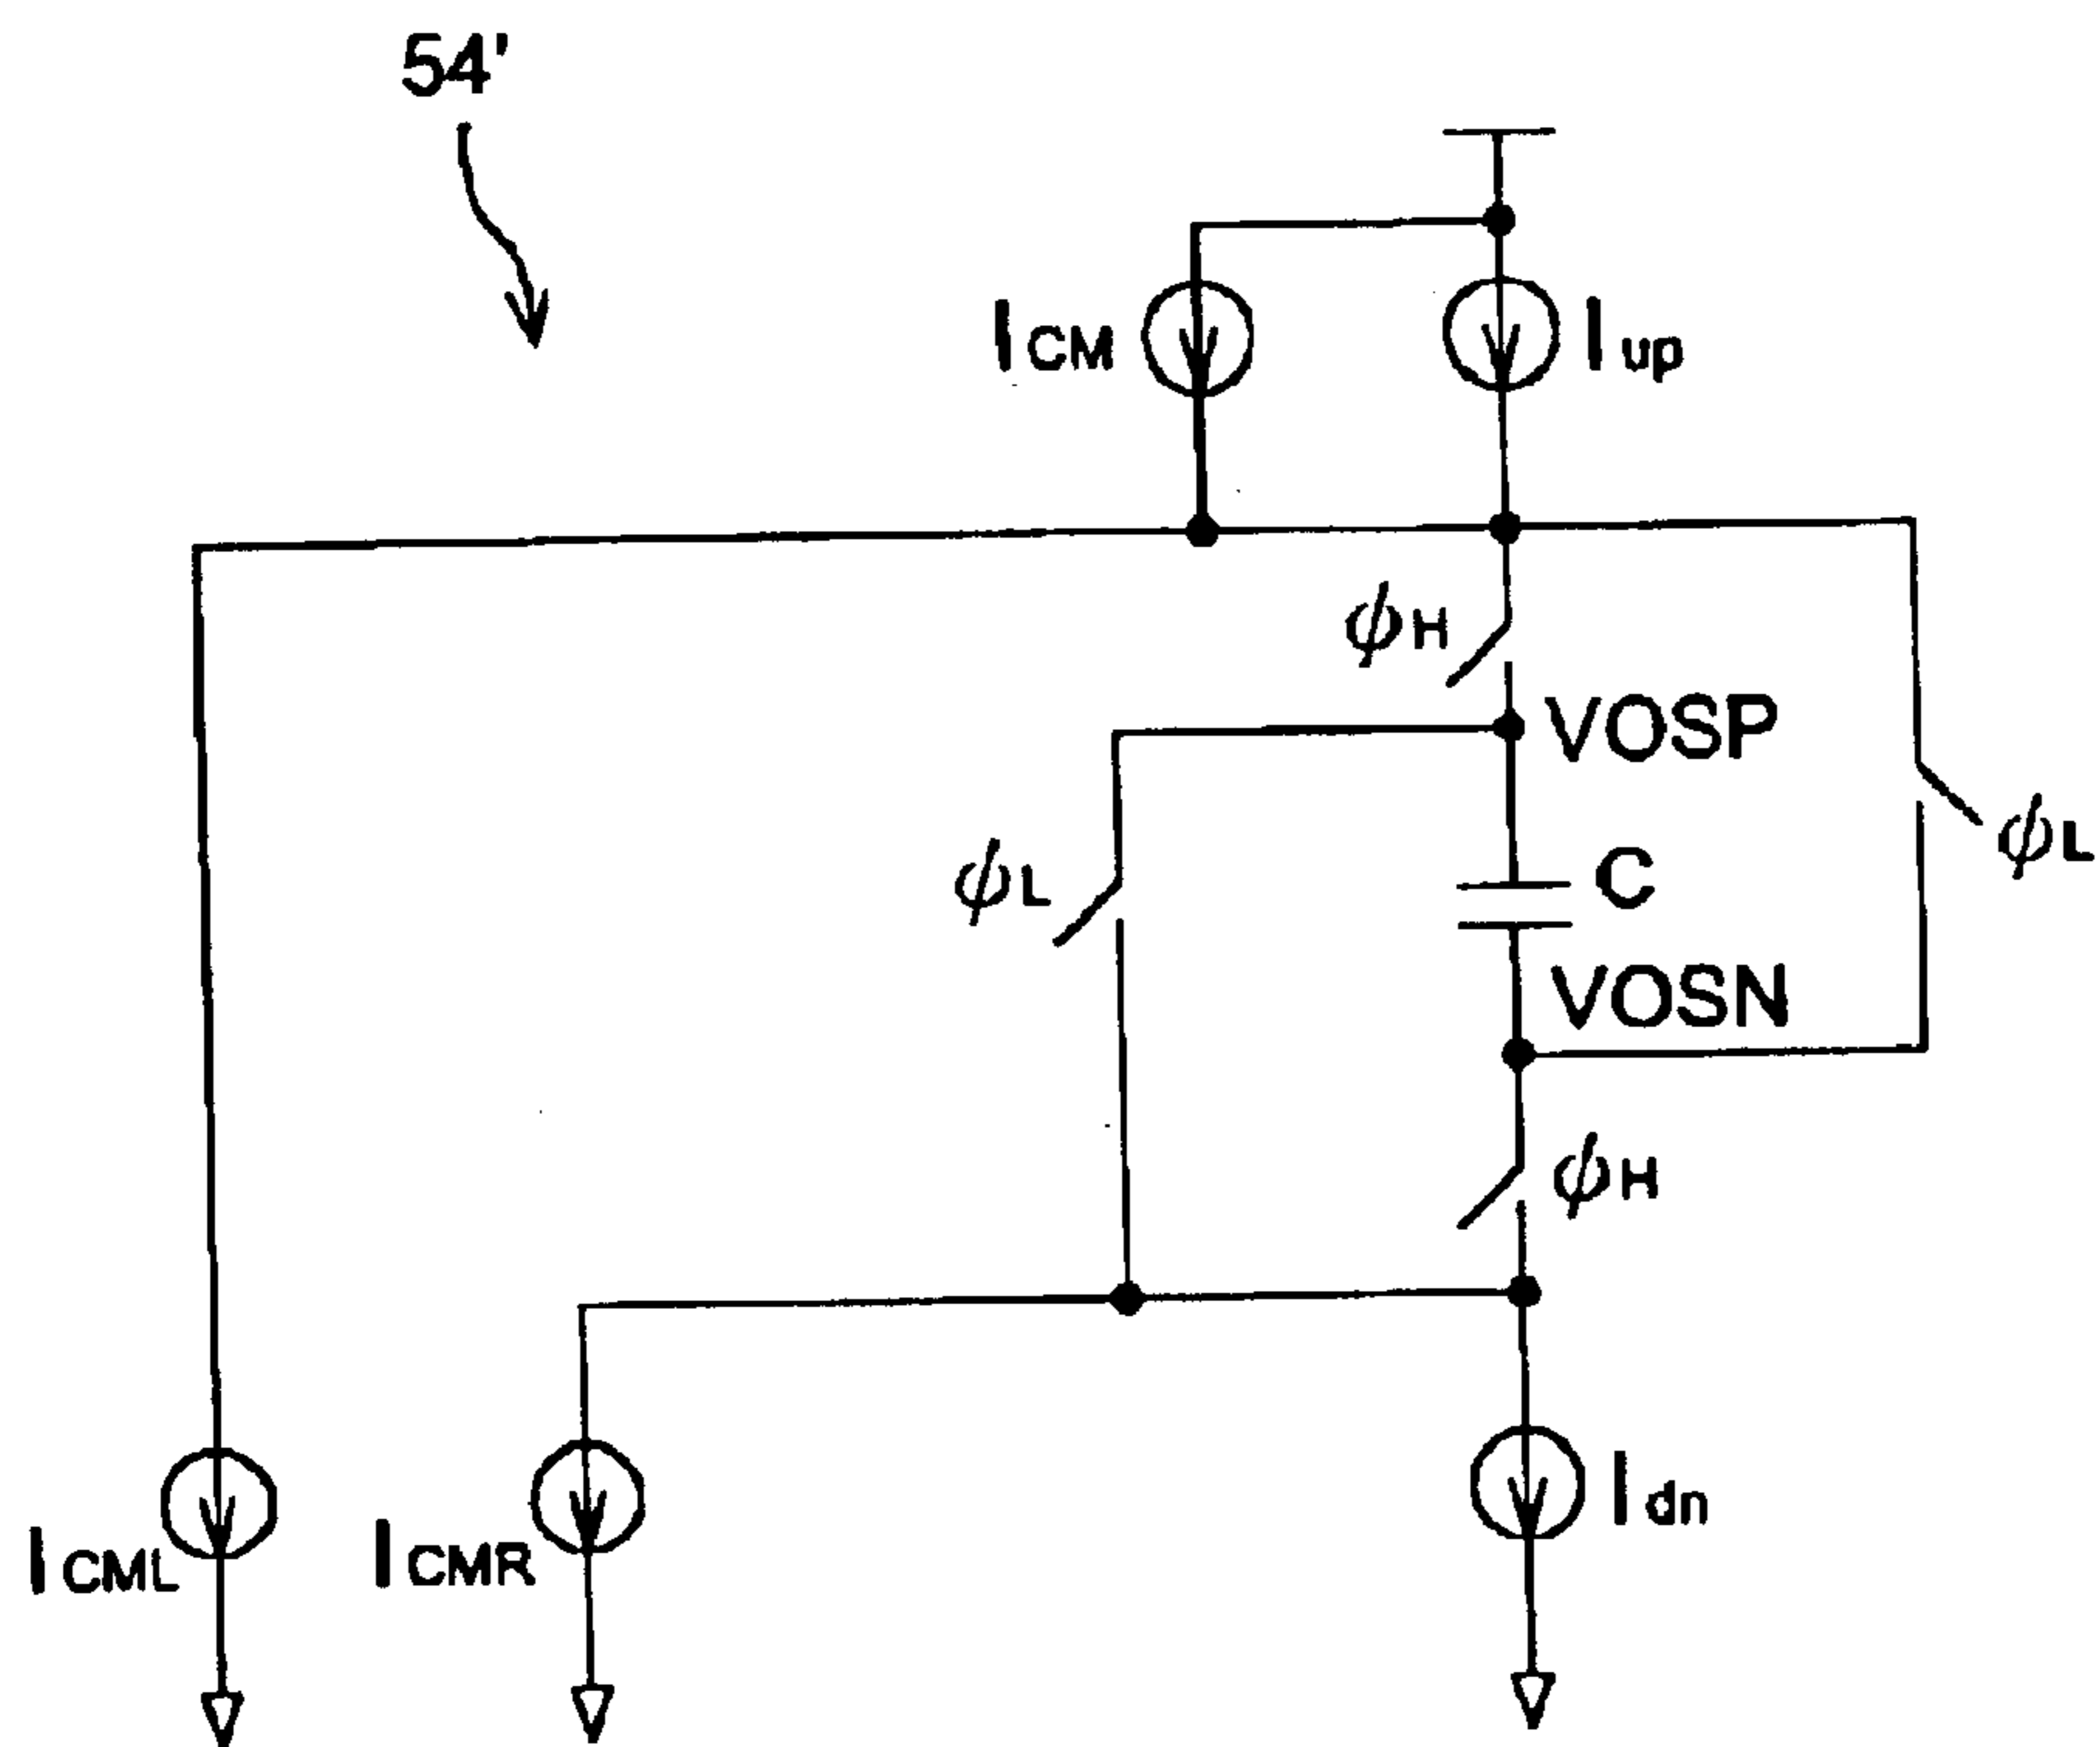 54'
ICM
Iup
ϕH
VOSP
ϕL
ϕL
C
VOSN
ϕH
ICML
ICMR
Idn